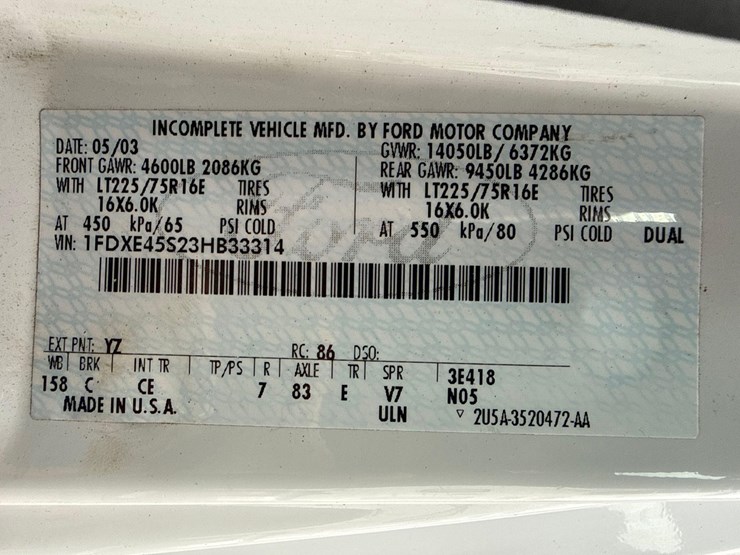 INCOMPLETE VEHICLE MFD. BY FORD MOTOR COMPANY
DATE: 05/03 GVWR: 14050LB/ 6372KG
FRONT GAWR: 4600LB 2086KG REAR GAWR: 9450LB 4286KG
WITH LT225/75R16E TIRES WITH LT225/75R16E TIRES
16X6.0K RIMS 16X6.0K RIMS
AT 450 kPa/65 PSI COLD AT 550 kPa/80 PSI COLD DUAL
VIN: 1FDXE45S23HB33314
Ford
EXT PNT: YZ RC: 86 DSO:
WB BRK INT TR TP/PS R AXLE TR SPR 3E418
158 C CE 7 83 E V7 N05
MADE IN U.S.A. ULN ▽ 2U5A-3520472-AA